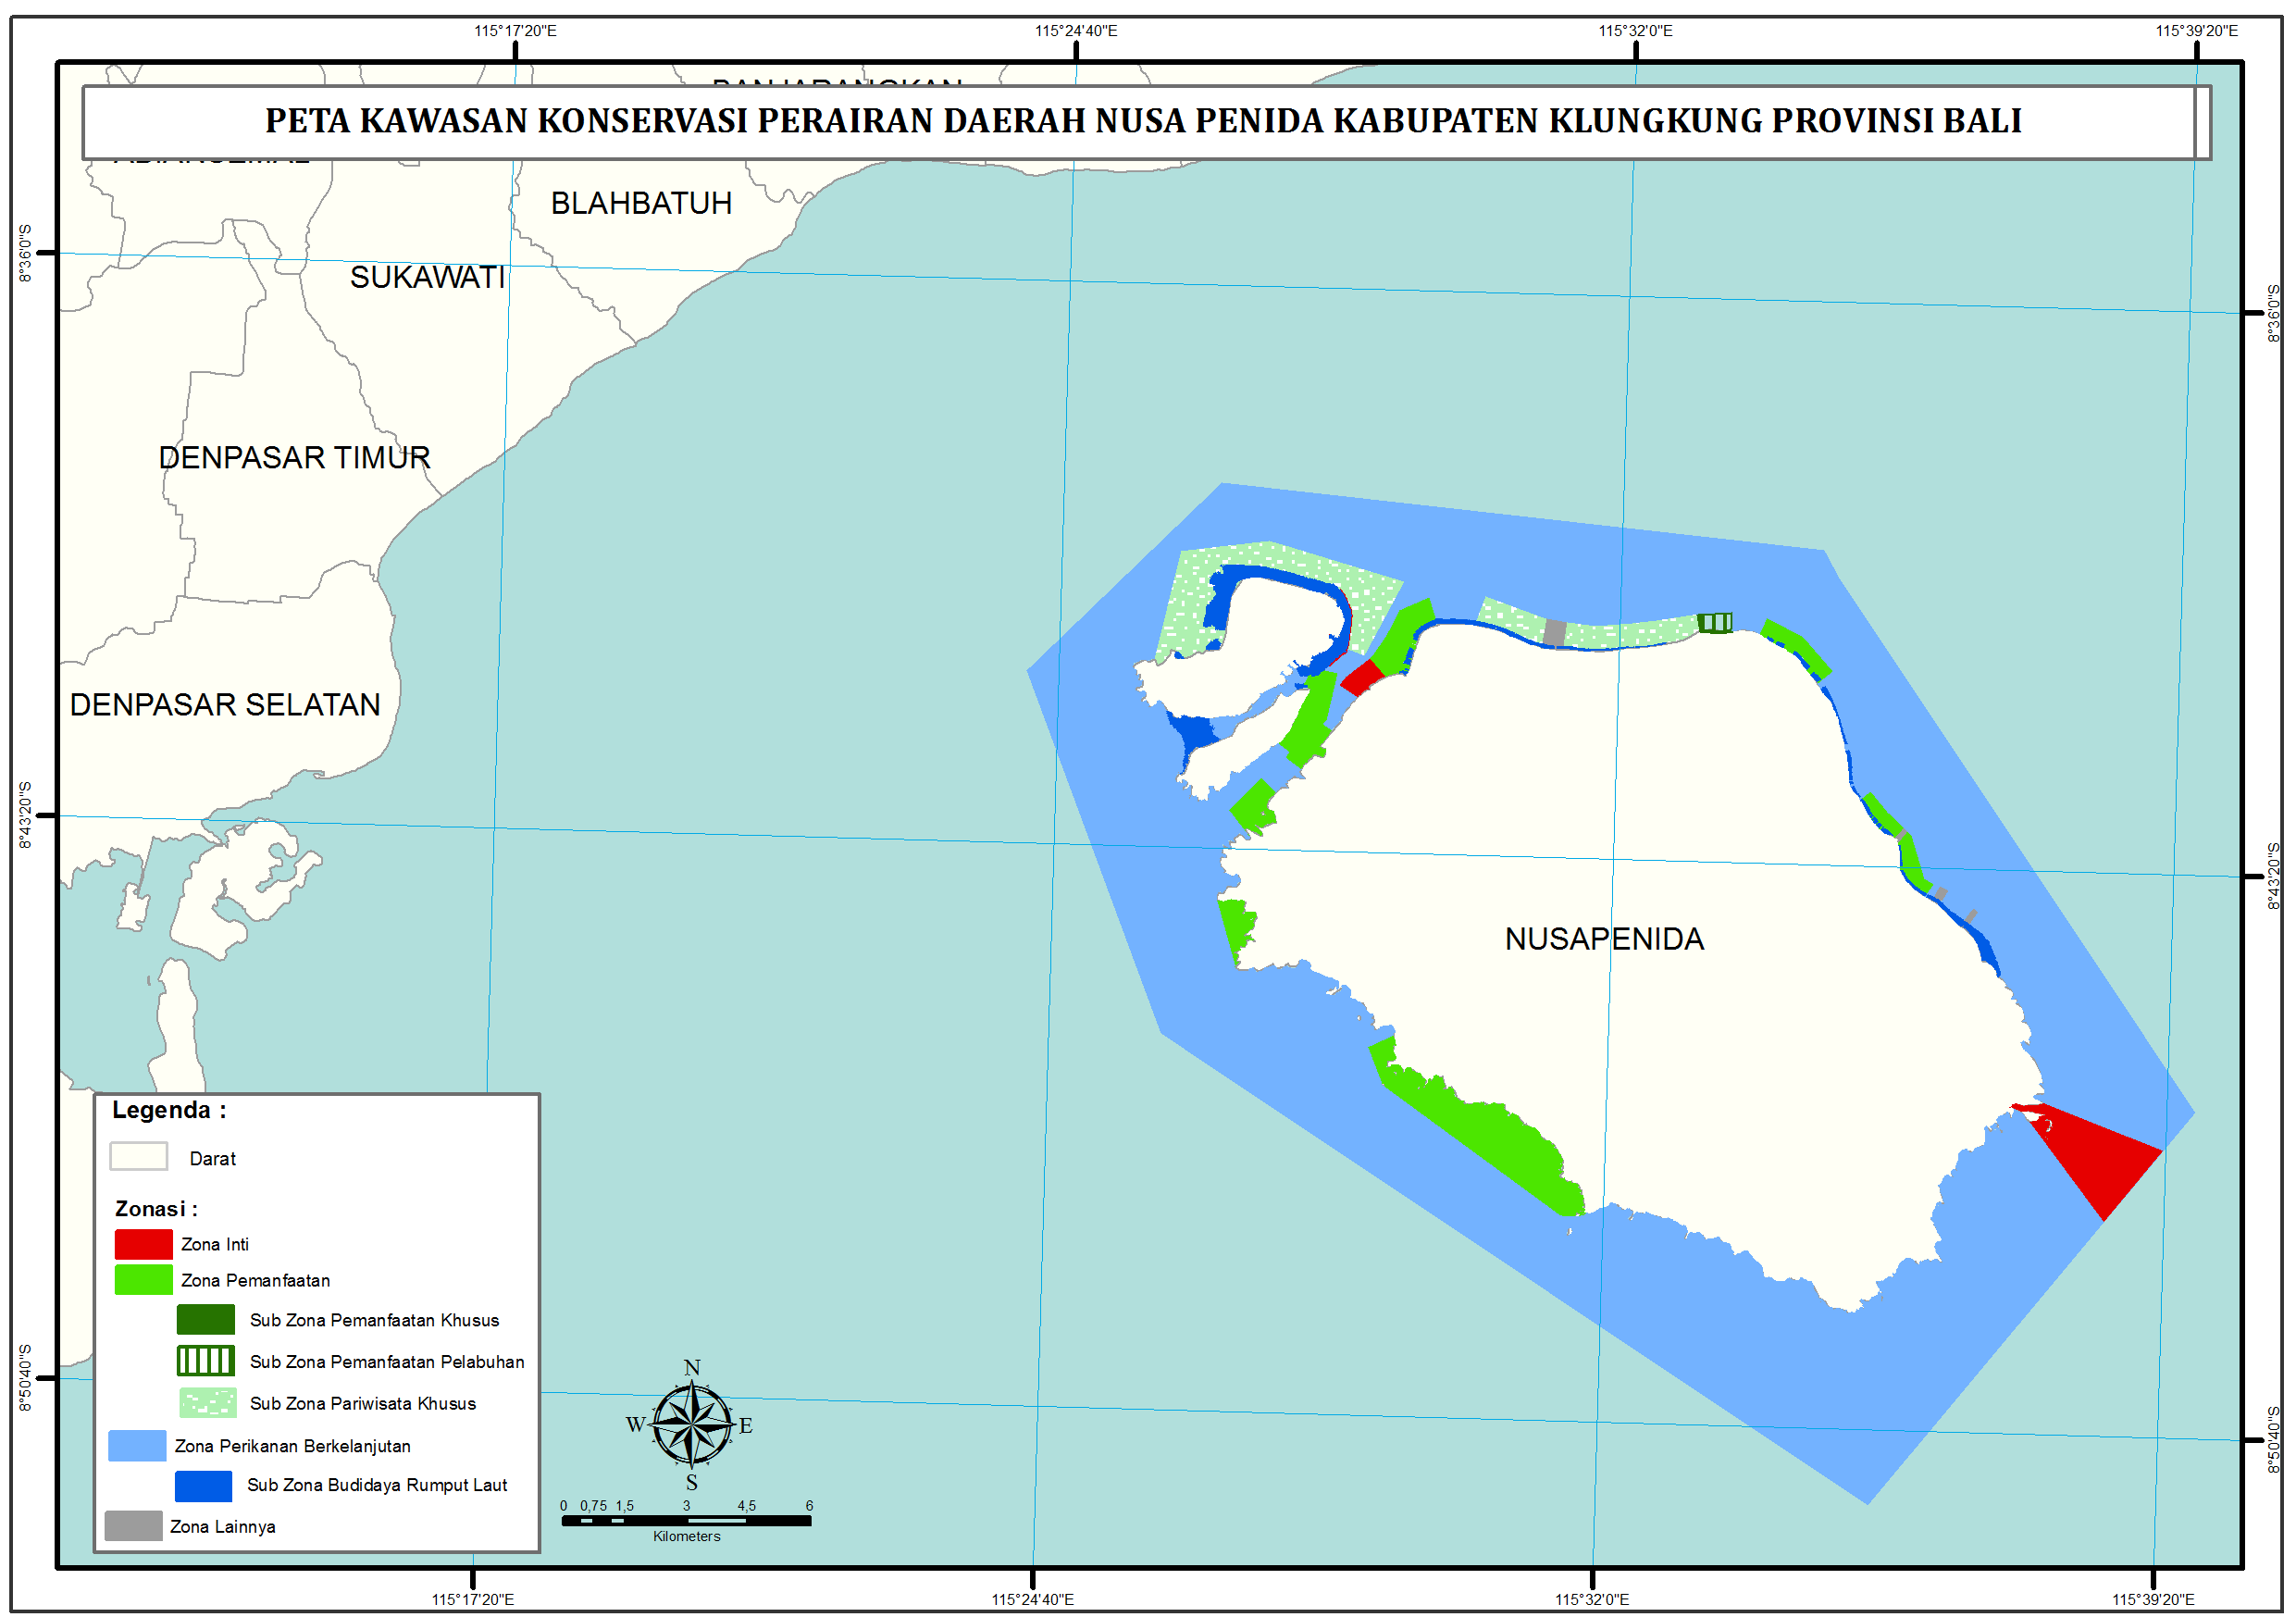 115°17'20"E 115°24'40"E 115°32'0"E 115°39'20"E
PETA KAWASAN KONSERVASI PERAIRAN DAERAH NUSA PENIDA KABUPATEN KLUNGKUNG PROVINSI BALI
BLAHBATUH
8°36'0"S
SUKAWATI
8°36'0"S
DENPASAR TIMUR
DENPASAR SELATAN
8°43'20"S
8°43'20"S
NUSAPENIDA
Legenda :
Darat
Zonasi :
Zona Inti
Zona Pemanfaatan
Sub Zona Pemanfaatan Khusus
Sub Zona Pemanfaatan Pelabuhan
Sub Zona Pariwisata Khusus
Zona Perikanan Berkelanjutan
Sub Zona Budidaya Rumput Laut
Zona Lainnya
8°50'40"S
N
W E
S
0 0,75 1,5 3 4,5 6
Kilometers
8°50'40"S
115°17'20"E 115°24'40"E 115°32'0"E 115°39'20"E